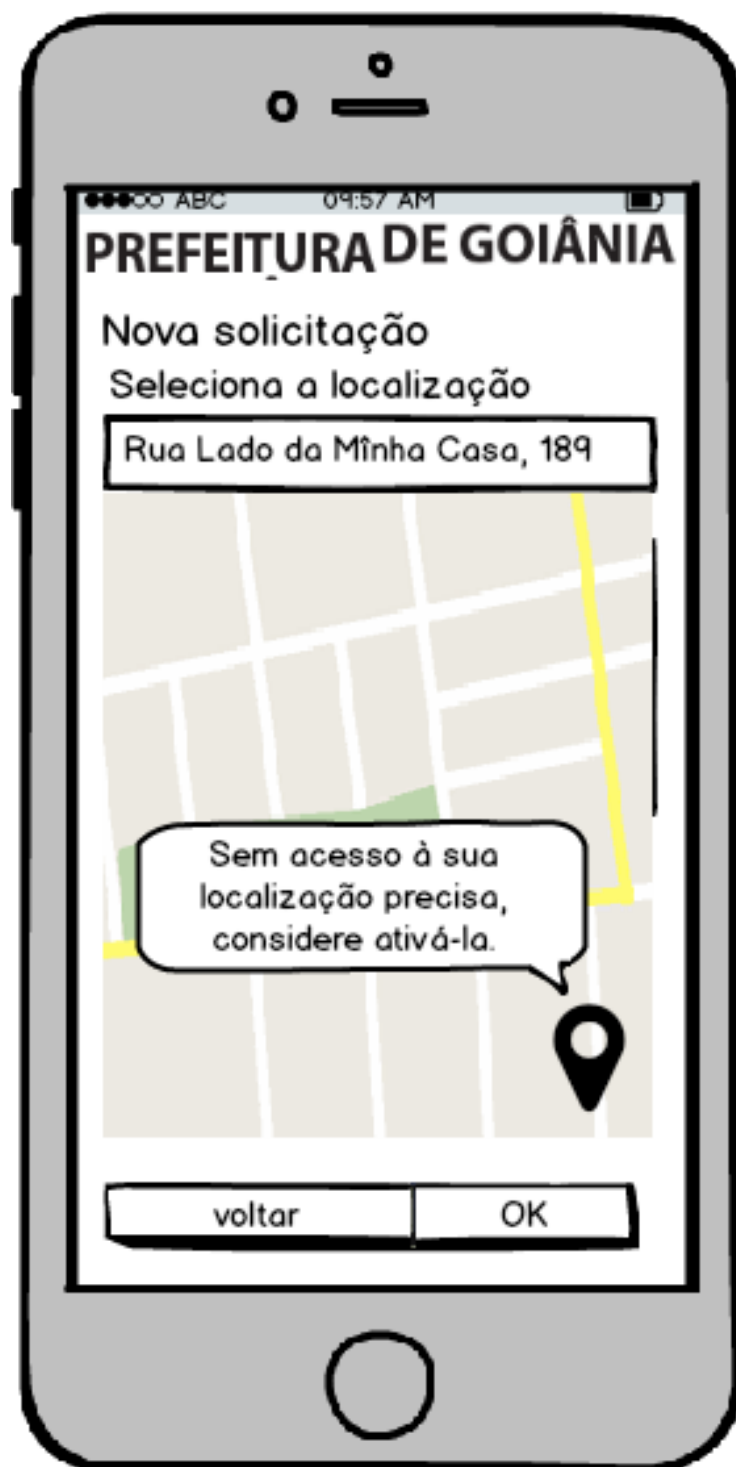 ABC 09:57 AM
PREFEITURA DE GOIÂNIA
Nova solicitação
Seleciona a localização
Rua Lado da Mînha Casa, 189
Sem acesso à sua
localização precisa,
considere ativá-la.
voltar OK